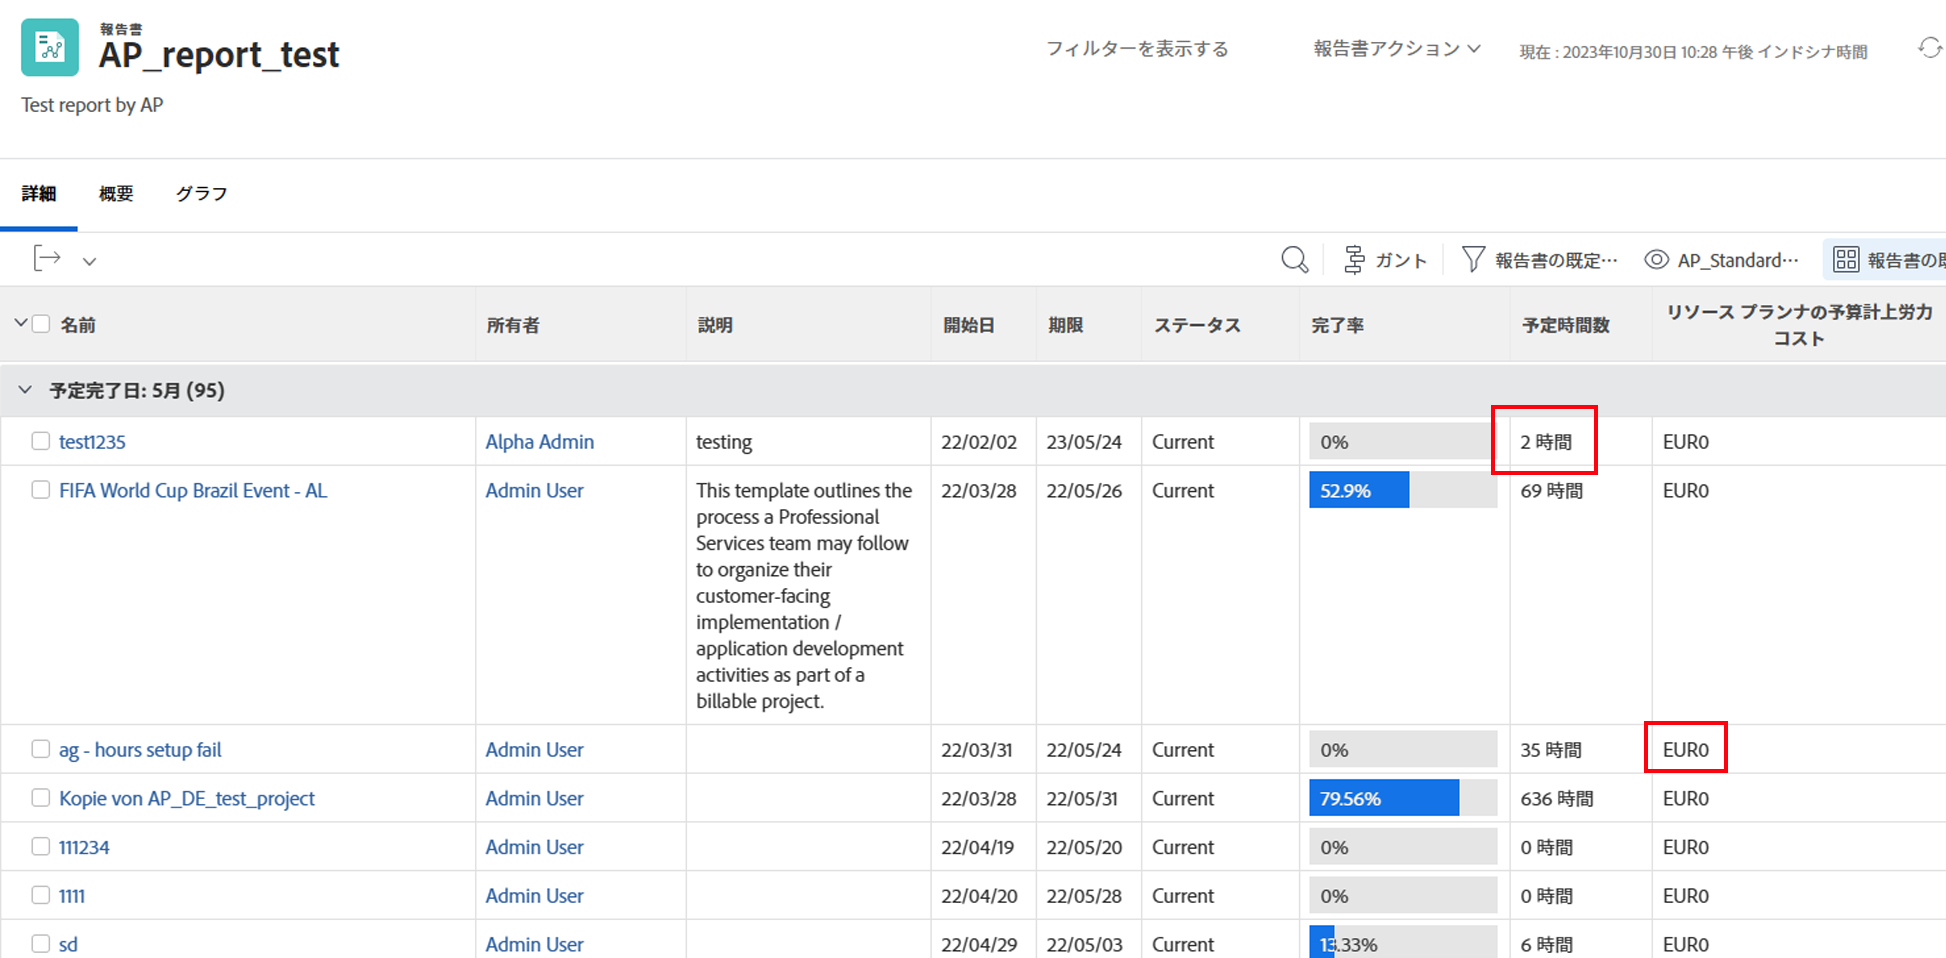 報告書
AP_report_test
フィルターを表示する
報告書アクション
現在 : 2023年10月30日 10:28 午後 インドシナ時間
Test report by AP
詳細 概要 グラフ
ガント 報告書の既定… AP_Standard… 報告書の既
名前 所有者 説明 開始日 期限 ステータス 完了率 予定時間数 リソース プランナの予算計上労力
コスト
予定完了日: 5月 (95)
test1235 Alpha Admin testing 22/02/02 23/05/24 Current 0% 2 時間 EUR0
FIFA World Cup Brazil Event - AL Admin User This template outlines the 22/03/28 22/05/26 Current 52.9% 69 時間 EUR0
process a Professional
Services team may follow
to organize their
customer-facing
implementation /
application development
activities as part of a
billable project.
ag - hours setup fail Admin User 22/03/31 22/05/24 Current 0% 35 時間 EUR0
Kopie von AP_DE_test_project Admin User 22/03/28 22/05/31 Current 79.56% 636 時間 EUR0
111234 Admin User 22/04/19 22/05/20 Current 0% 0 時間 EUR0
1111 Admin User 22/04/20 22/05/28 Current 0% 0 時間 EUR0
sd Admin User 22/04/29 22/05/03 Current 13.33% 6 時間 EUR0